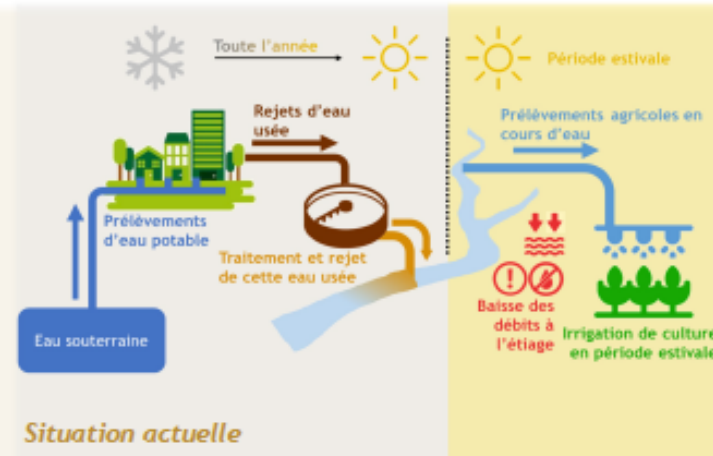 Toute l'année
Période estivale
Rejets d'eau
usée
Prélèvements agricoles en
cours d'eau
Prélèvements
d'eau potable
Traitement et rejet
de cette eau usée
Eau souterraine
Baisse des
débits à
l'étiage
Irrigation de culture
en période estivale
Situation actuelle